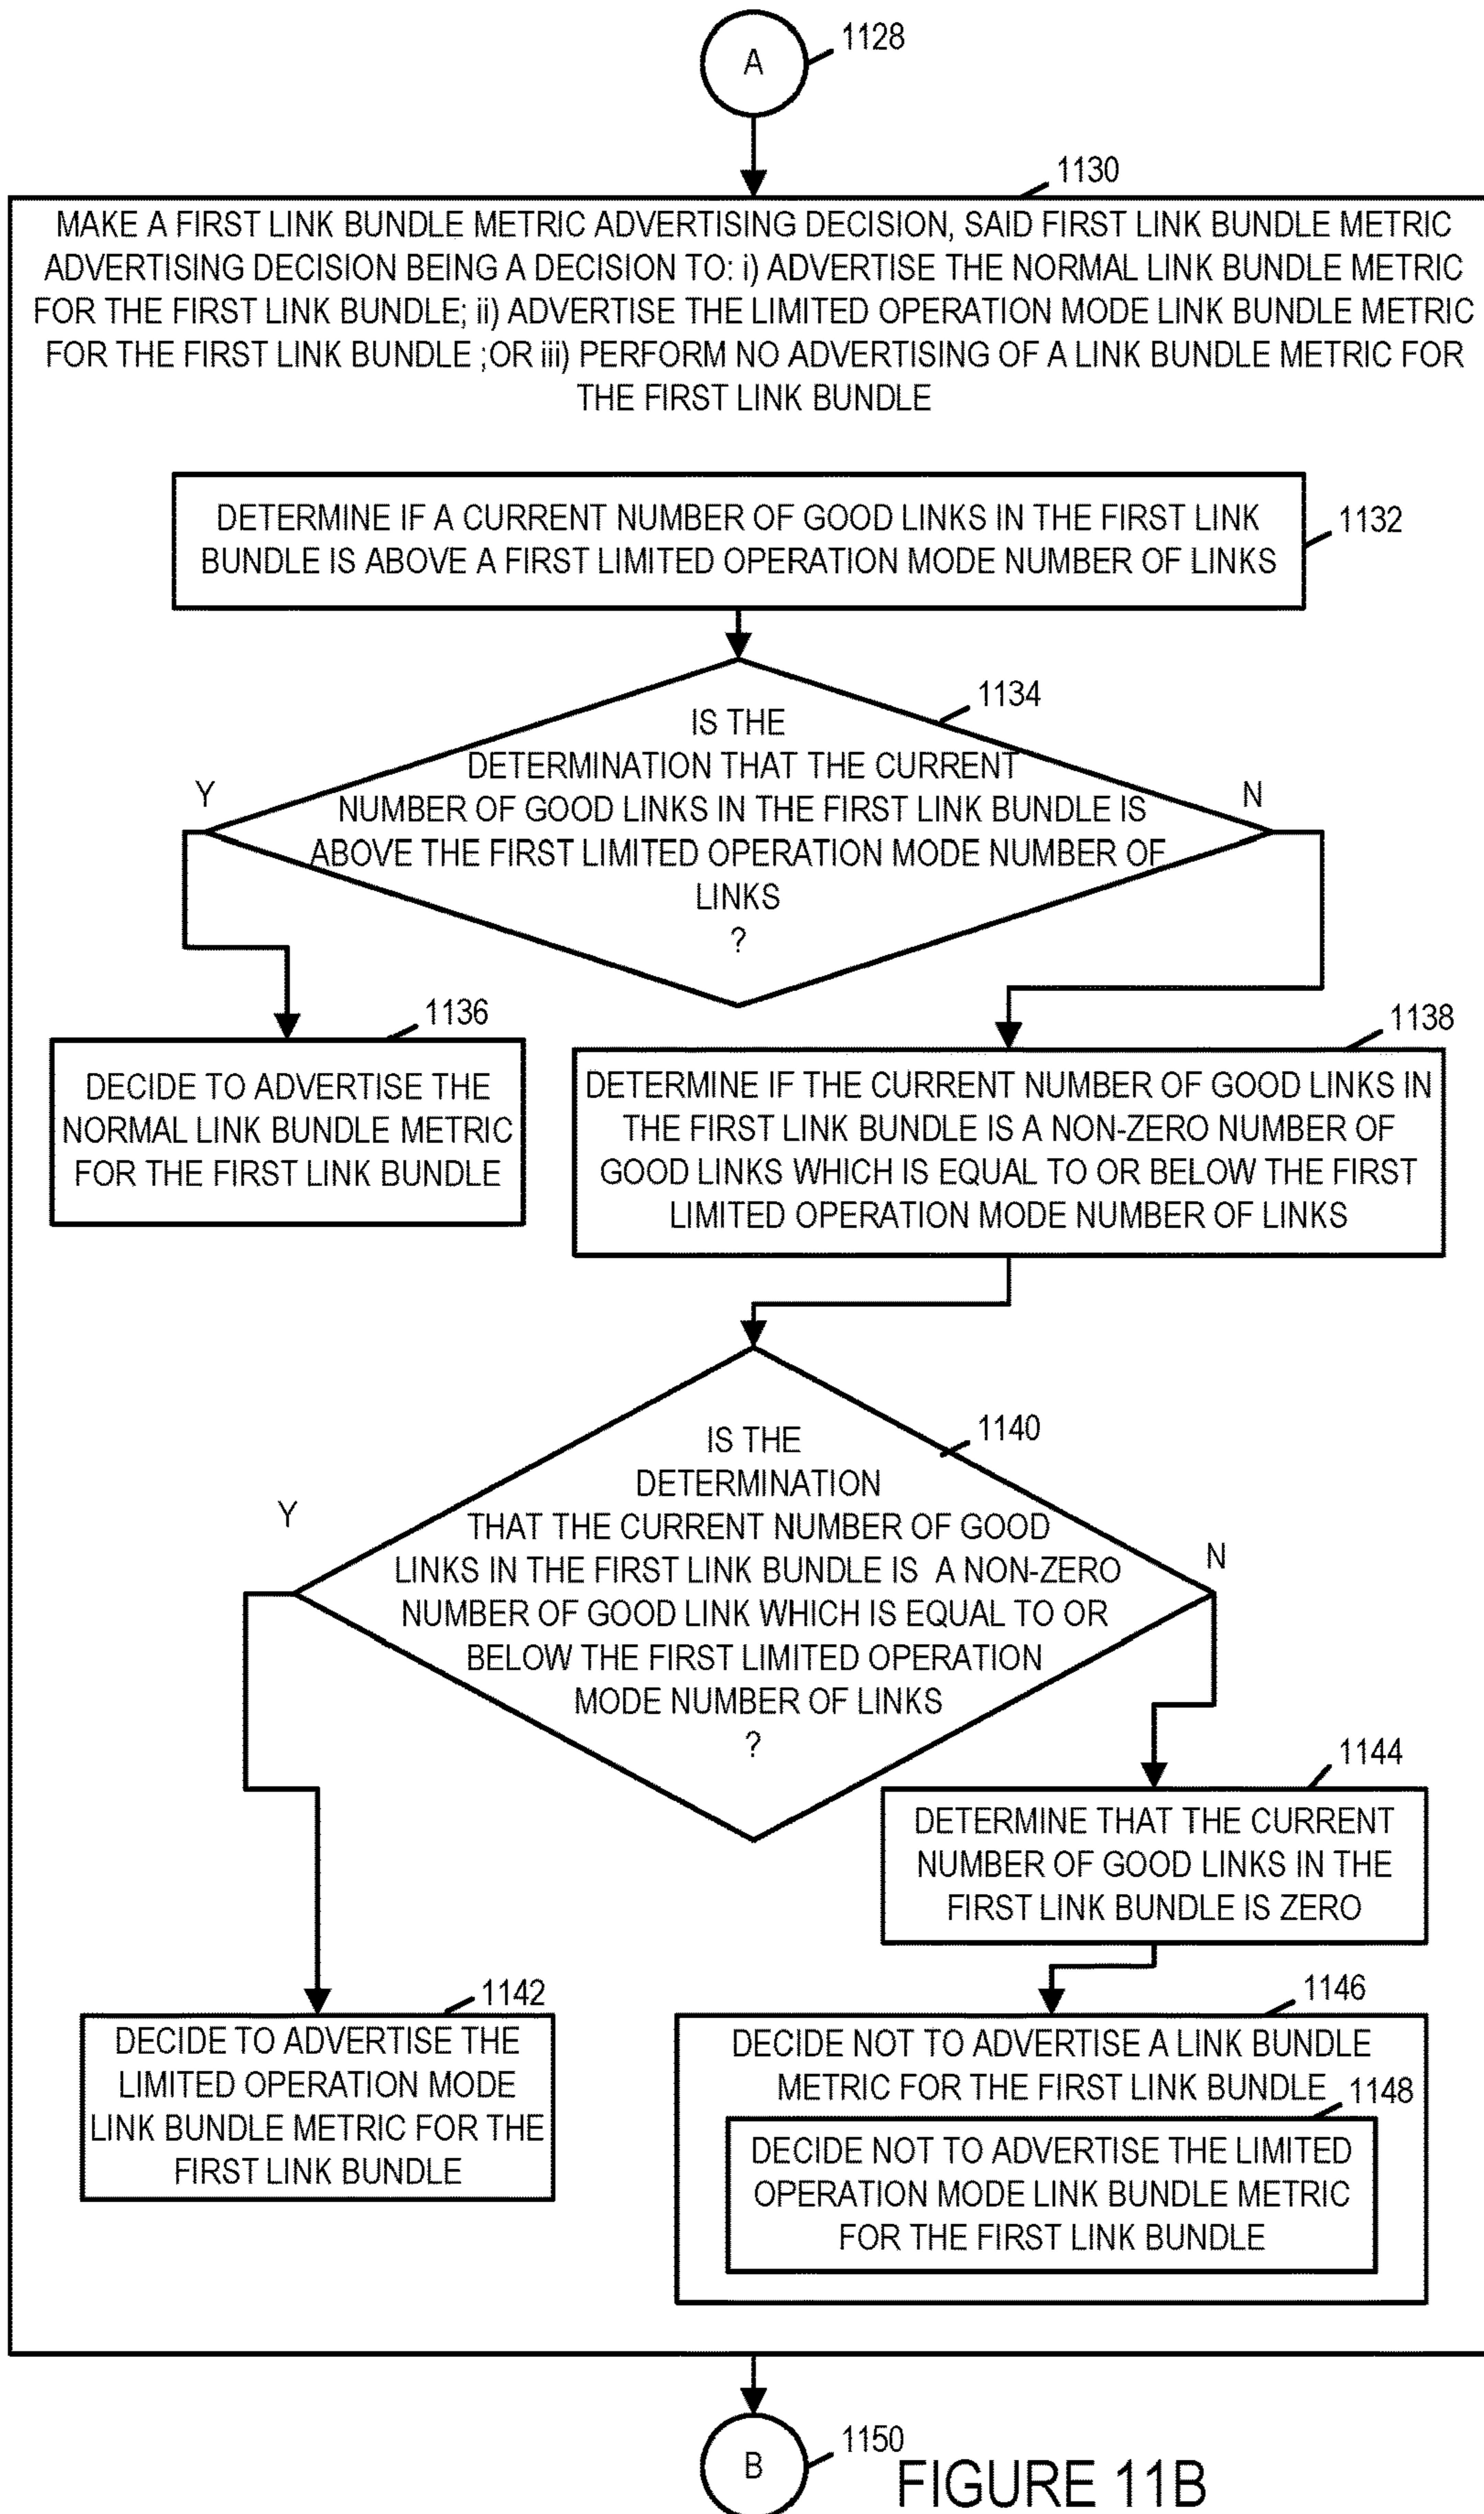 A
1128
1130
MAKE A FIRST LINK BUNDLE METRIC ADVERTISING DECISION, SAID FIRST LINK BUNDLE METRIC
ADVERTISING DECISION BEING A DECISION TO: i) ADVERTISE THE NORMAL LINK BUNDLE METRIC
FOR THE FIRST LINK BUNDLE; ii) ADVERTISE THE LIMITED OPERATION MODE LINK BUNDLE METRIC
FOR THE FIRST LINK BUNDLE ;OR iii) PERFORM NO ADVERTISING OF A LINK BUNDLE METRIC FOR
THE FIRST LINK BUNDLE
DETERMINE IF A CURRENT NUMBER OF GOOD LINKS IN THE FIRST LINK
BUNDLE IS ABOVE A FIRST LIMITED OPERATION MODE NUMBER OF LINKS
1132
1134
IS THE
DETERMINATION THAT THE CURRENT
NUMBER OF GOOD LINKS IN THE FIRST LINK BUNDLE IS
ABOVE THE FIRST LIMITED OPERATION MODE NUMBER OF
LINKS
?
Y
N
1136
DECIDE TO ADVERTISE THE
NORMAL LINK BUNDLE METRIC
FOR THE FIRST LINK BUNDLE
1138
DETERMINE IF THE CURRENT NUMBER OF GOOD LINKS IN
THE FIRST LINK BUNDLE IS A NON-ZERO NUMBER OF
GOOD LINKS WHICH IS EQUAL TO OR BELOW THE FIRST
LIMITED OPERATION MODE NUMBER OF LINKS
1140
IS THE
DETERMINATION
THAT THE CURRENT NUMBER OF GOOD
LINKS IN THE FIRST LINK BUNDLE IS A NON-ZERO
NUMBER OF GOOD LINK WHICH IS EQUAL TO OR
BELOW THE FIRST LIMITED OPERATION
MODE NUMBER OF LINKS
?
Y
N
1144
DETERMINE THAT THE CURRENT
NUMBER OF GOOD LINKS IN THE
FIRST LINK BUNDLE IS ZERO
1142
DECIDE TO ADVERTISE THE
LIMITED OPERATION MODE
LINK BUNDLE METRIC FOR THE
FIRST LINK BUNDLE
1146
DECIDE NOT TO ADVERTISE A LINK BUNDLE
METRIC FOR THE FIRST LINK BUNDLE
1148
DECIDE NOT TO ADVERTISE THE LIMITED
OPERATION MODE LINK BUNDLE METRIC
FOR THE FIRST LINK BUNDLE
B
1150
FIGURE 11B